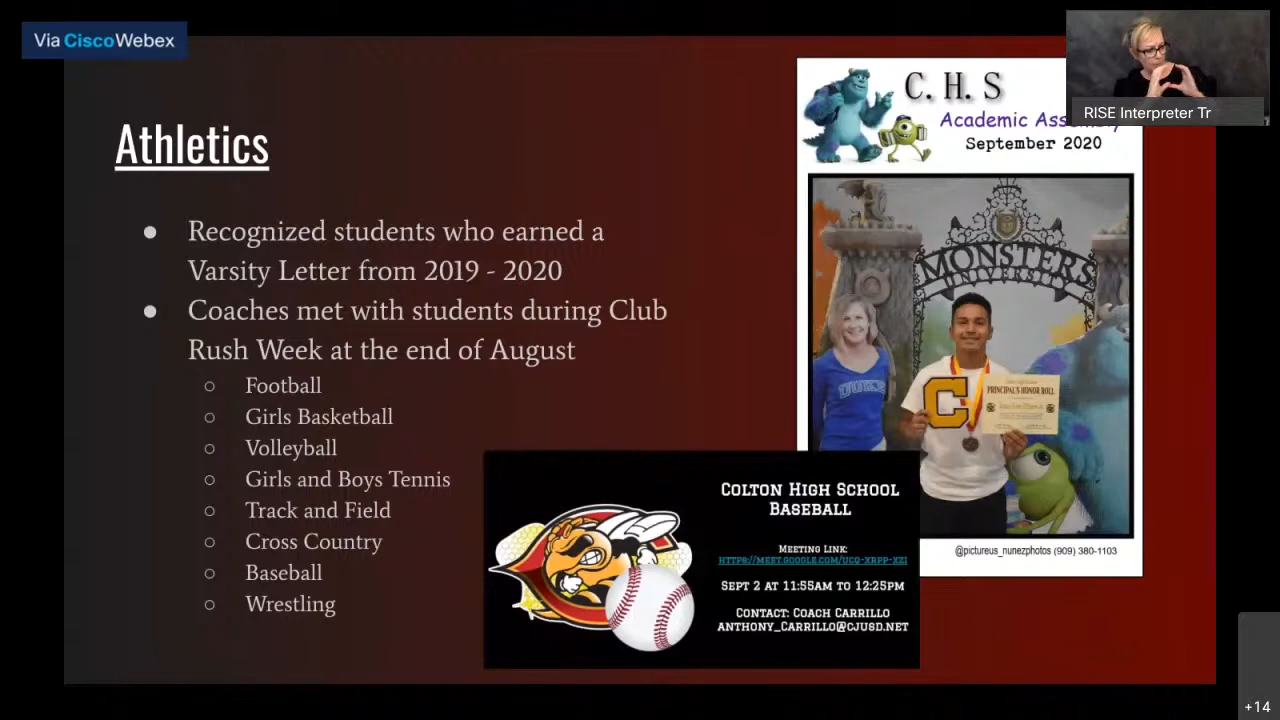 Via CiscoWebex
RISE Interpreter Tr
Athletics
● Recognized students who earned a
Varsity Letter from 2019 - 2020
● Coaches met with students during Club
Rush Week at the end of August
○ Football
○ Girls Basketball
○ Volleyball
○ Girls and Boys Tennis
○ Track and Field
○ Cross Country
○ Baseball
○ Wrestling
C. H. S
Academic Assembly
September 2020
MONSTERS
UNIVERSITY
DUKE
C
PRINCIPAL'S HONOR ROLL
@pictureus_nunezphotos (909) 380-1103
COLTON HIGH SCHOOL
BASEBALL
MEETING LINK:
HTTPS://MEET.GOOGLE.COM/UCQ-XRPP-XZI
SEPT 2 AT 11:55AM TO 12:25PM
CONTACT: COACH CARRILLO
ANTHONY_CARRILLO@CJUSD.NET
+14